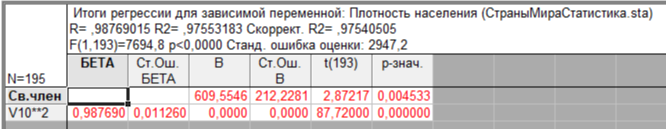 Итоги регрессии для зависимой переменной: Плотность населения (СтраныМираСтатистика.sta)
R= ,98769015 R2= ,97553183 Скоррект. R2= ,97540505
F(1,193)=7694,8 p<0,0000 Станд. ошибка оценки: 2947,2
N=195 БЕТА Ст.Ош. БЕТА B Ст.Ош. B t(193) p-знач.
Св.член 609,5546 212,2281 2,87217 0,004533
V10**2 0,987690 0,011260 0,0000 0,0000 87,72000 0,000000